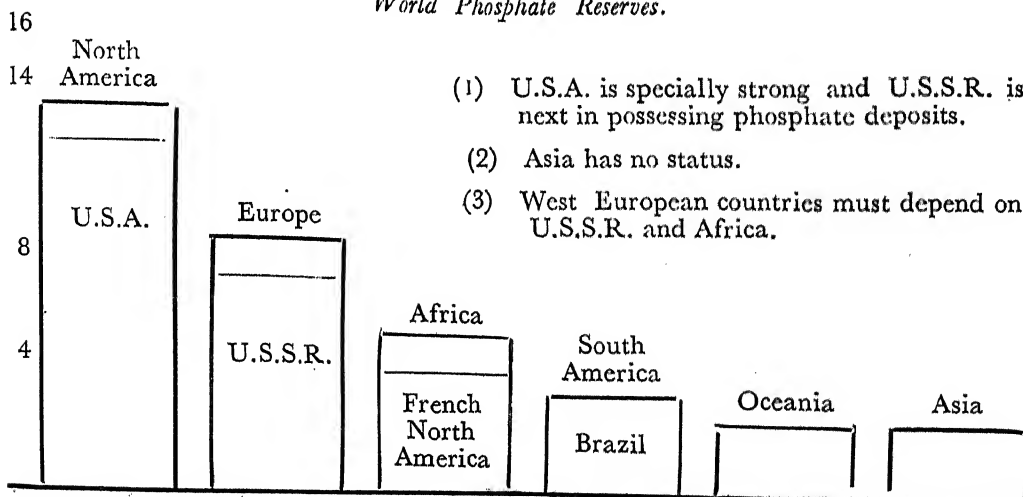 World Phosphate Reserves.
16
14
8
4
North
America
U.S.A.
Europe
U.S.S.R.
Africa
French
North
America
South
America
Brazil
Oceania
Asia
(1) U.S.A. is specially strong and U.S.S.R. is
next in possessing phosphate deposits.
(2) Asia has no status.
(3) West European countries must depend on
U.S.S.R. and Africa.